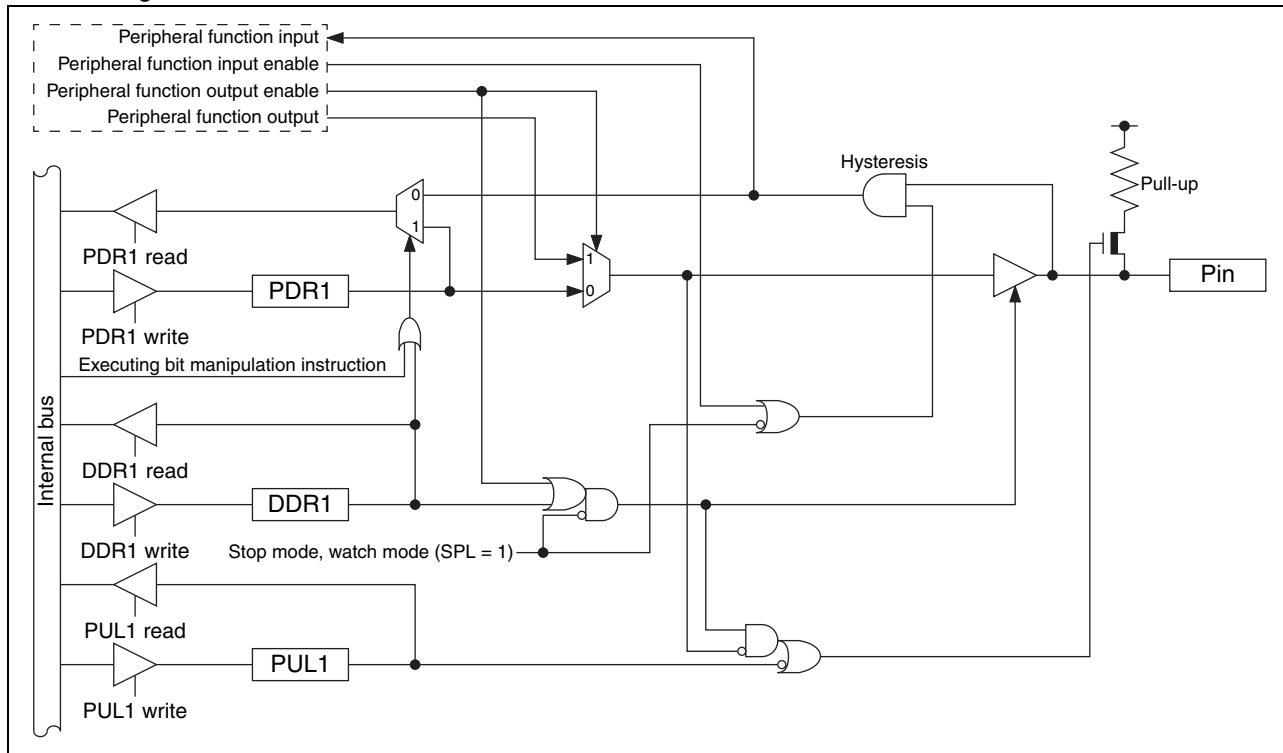 Peripheral function input
Peripheral function input enable
Peripheral function output enable
Peripheral function output
Hysteresis
Pull-up
0
1
PDR1 read
1
0
PDR1
Pin
PDR1 write
Executing bit manipulation instruction
Internal bus
DDR1 read
DDR1
DDR1 write
Stop mode, watch mode (SPL = 1)
PUL1 read
PUL1
PUL1 write